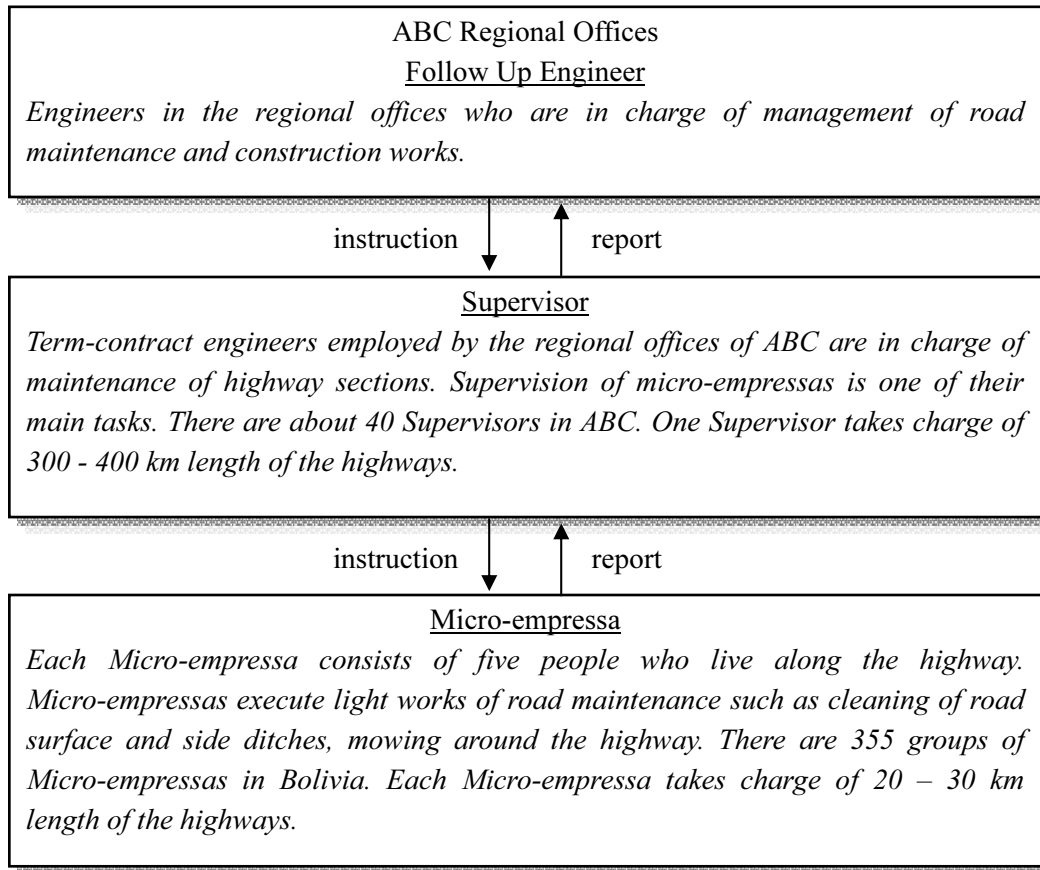 ABC Regional Offices
Follow Up Engineer
Engineers in the regional offices who are in charge of management of road
maintenance and construction works.
instruction
report
Supervisor
Term-contract engineers employed by the regional offices of ABC are in charge of
maintenance of highway sections. Supervision of micro-empressas is one of their
main tasks. There are about 40 Supervisors in ABC. One Supervisor takes charge of
300 - 400 km length of the highways.
instruction
report
Micro-empressa
Each Micro-empressa consists of five people who live along the highway.
Micro-empressas execute light works of road maintenance such as cleaning of road
surface and side ditches, mowing around the highway. There are 355 groups of
Micro-empressas in Bolivia. Each Micro-empressa takes charge of 20 – 30 km
length of the highways.